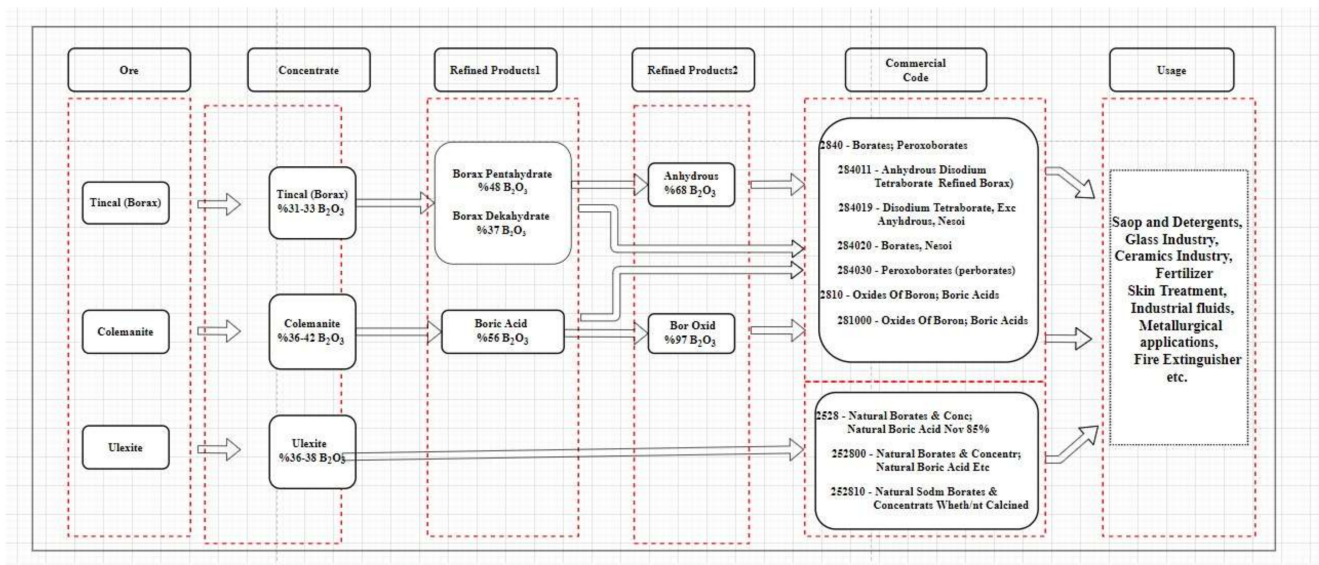 Ore
Concentrate
Refined Products1
Refined Products2
Commercial
Code
Usage
Tincal (Borax)
Colemanite
Ulexite
Tincal (Borax)
%31-33 B₂O₃
Colemanite
%36-42 B₂O₃
Ulexite
%36-38 B₂O₃
Borax Pentahydrate
%48 B₂O₃
Borax Dekahydrate
%37 B₂O₃
Boric Acid
%56 B₂O₃
Anhydrous
%68 B₂O₃
Bor Oxid
%97 B₂O₃
2840 - Borates; Peroxoborates
284011 - Anhydrous Disodium
Tetraborate Refined Borax)
284019 - Disodium Tetraborate, Exc
Anyhdrous, Nesoi
284020 - Borates, Nesoi
284030 - Peroxoborates (perborates)
2810 - Oxides Of Boron; Boric Acids
281000 - Oxides Of Boron; Boric Acids
2528 - Natural Borates & Conc;
Natural Boric Acid Nov 85%
252800 - Natural Borates & Concentr;
Natural Boric Acid Etc
252810 - Natural Sodm Borates &
Concentrats Wheth/nt Calcined
Saop and Detergents,
Glass Industry,
Ceramics Industry,
Fertilizer
Skin Treatment,
Industrial fluids,
Metallurgical
applications,
Fire Extinguisher
etc.